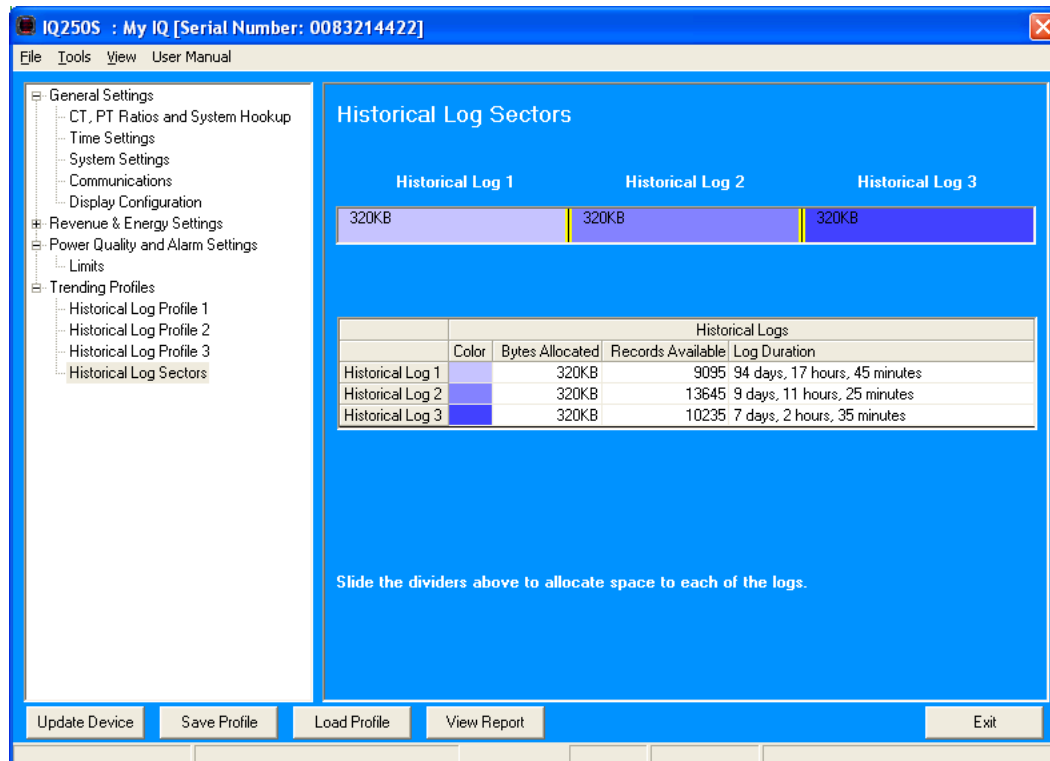 IQ250S : My IQ [Serial Number: 0083214422]
File Tools View User Manual
General Settings
CT, PT Ratios and System Hookup
Time Settings
System Settings
Communications
Display Configuration
Revenue & Energy Settings
Power Quality and Alarm Settings
Limits
Trending Profiles
Historical Log Profile 1
Historical Log Profile 2
Historical Log Profile 3
Historical Log Sectors
Historical Log Sectors
Historical Log 1 Historical Log 2 Historical Log 3
320KB 320KB 320KB
Historical Logs
Color Bytes Allocated Records Available Log Duration
Historical Log 1 320KB 9095 94 days, 17 hours, 45 minutes
Historical Log 2 320KB 13645 9 days, 11 hours, 25 minutes
Historical Log 3 320KB 10235 7 days, 2 hours, 35 minutes
Slide the dividers above to allocate space to each of the logs.
Update Device Save Profile Load Profile View Report Exit